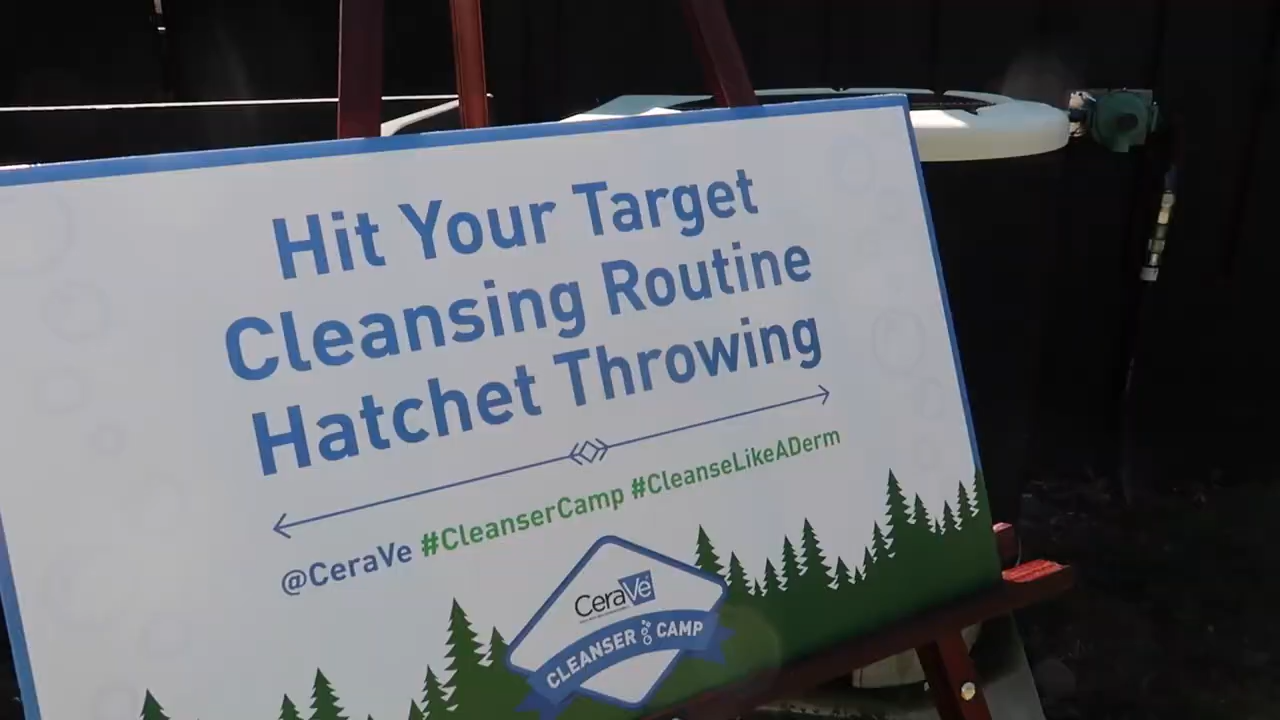 Hit Your Target
Cleansing Routine
Hatchet Throwing
@CeraVe #CleanserCamp #CleanseLikeADerm
CeraVe
CLEANSER CAMP